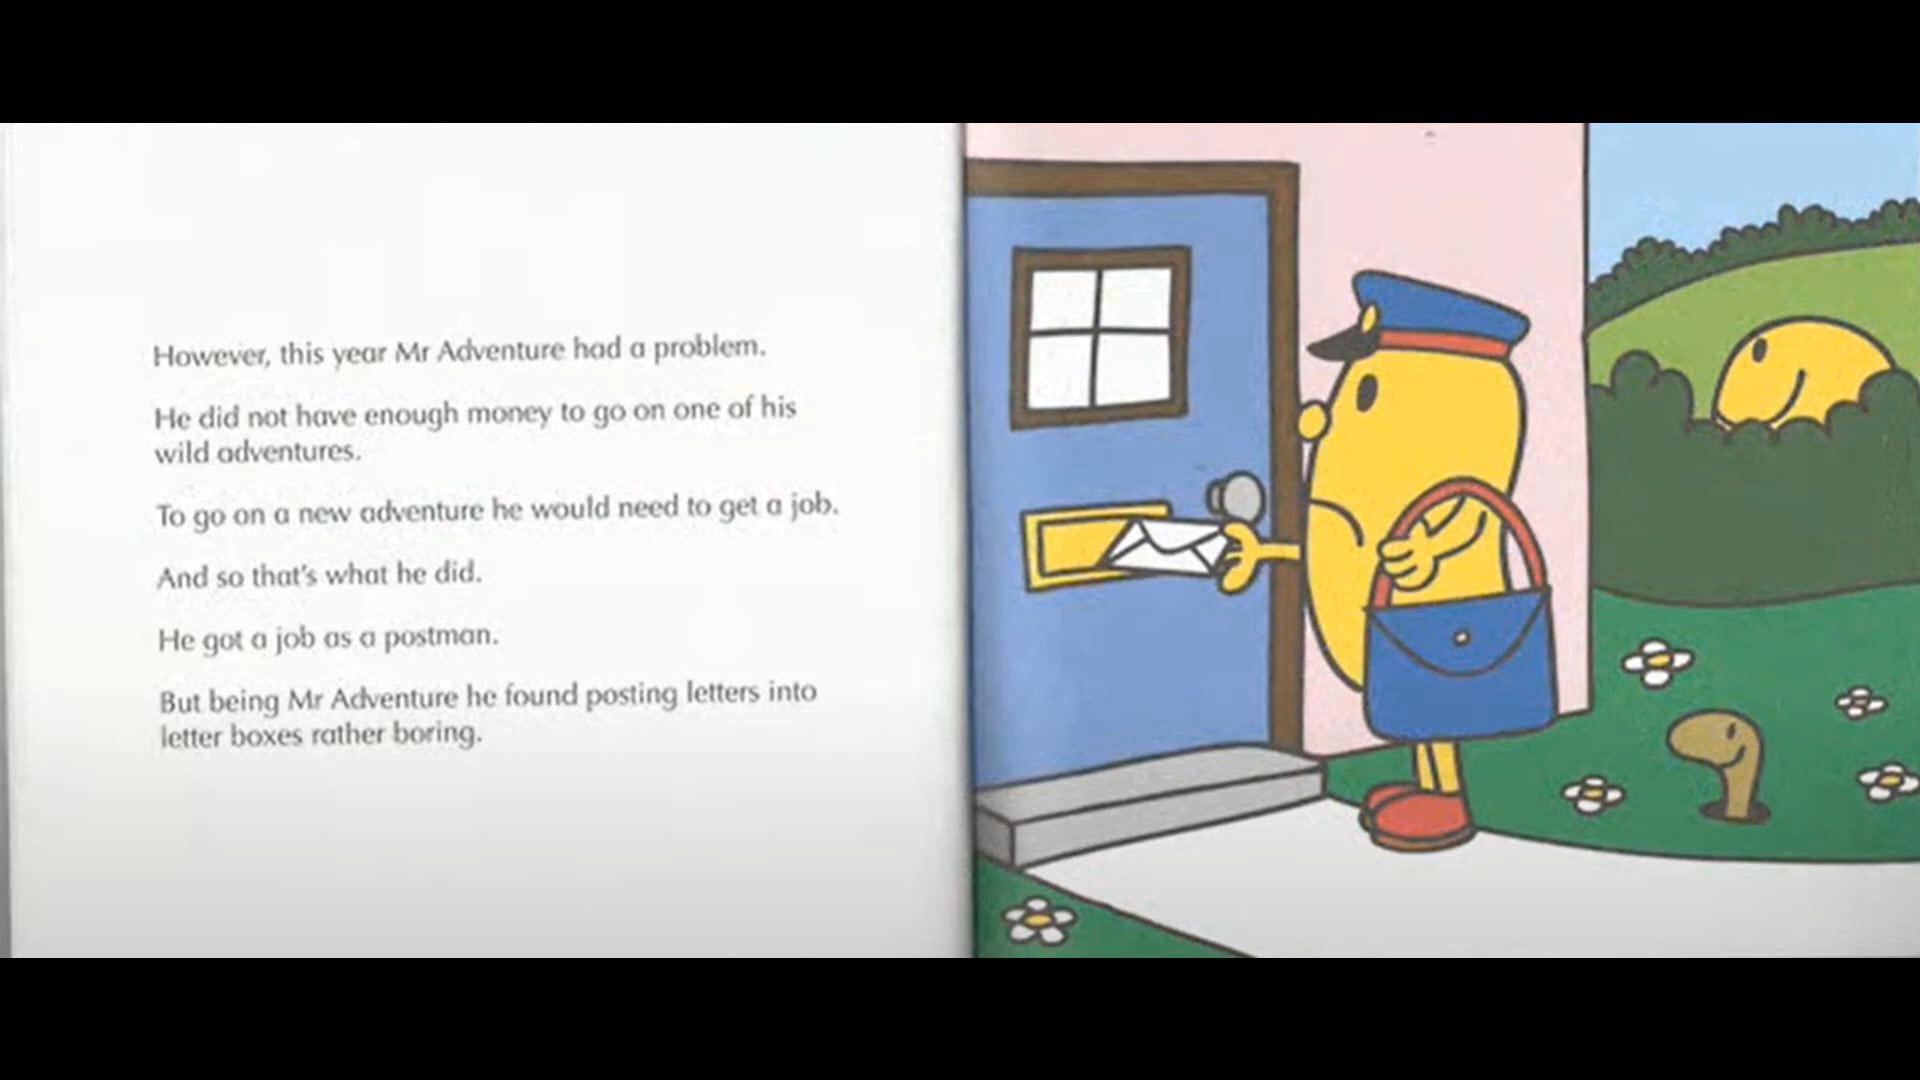 However, this year Mr Adventure had a problem.
He did not have enough money to go on one of his
wild adventures.
To go on a new adventure he would need to get a job.
And so that's what he did.
He got a job as a postman.
But being Mr Adventure he found posting letters into
letter boxes rather boring.